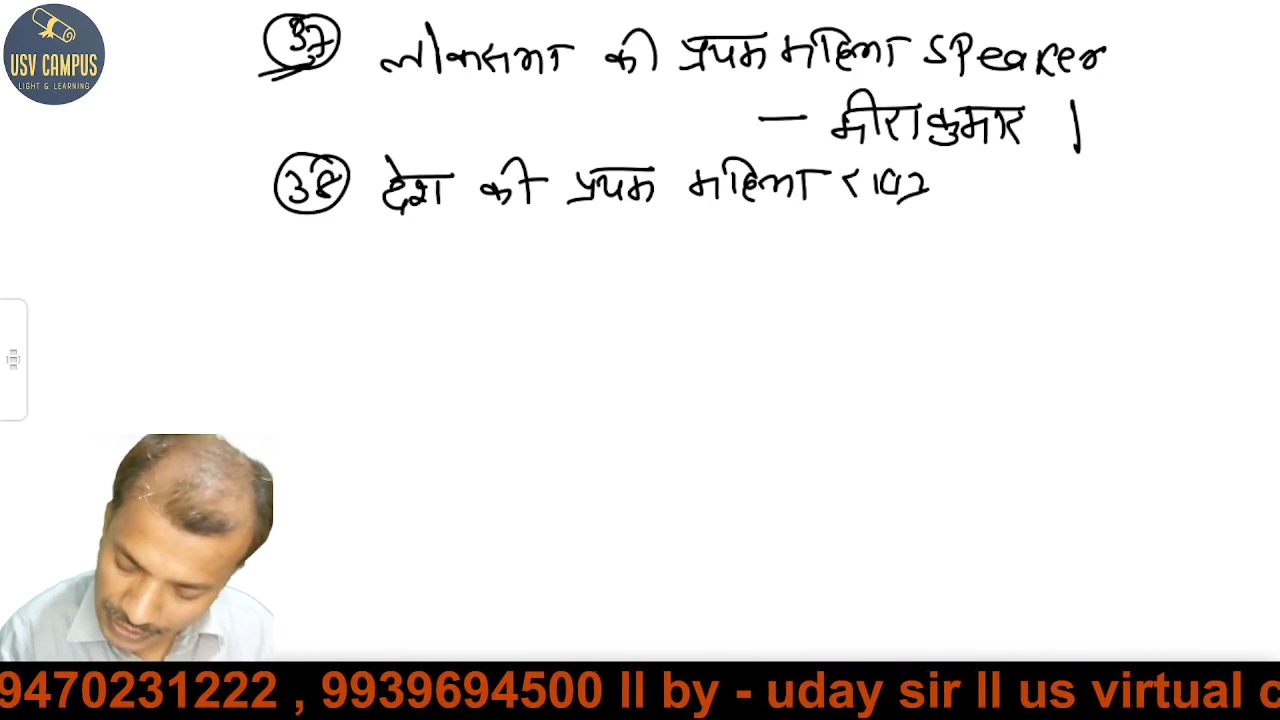 USV CAMPUS
LIGHT & LEARNING
37 लोकसभा की प्रथम महिला Speaker
– मीरा कुमार |
38 देश की प्रथम महिला
9470231222 , 9939694500 ll by - uday sir ll us virtual c